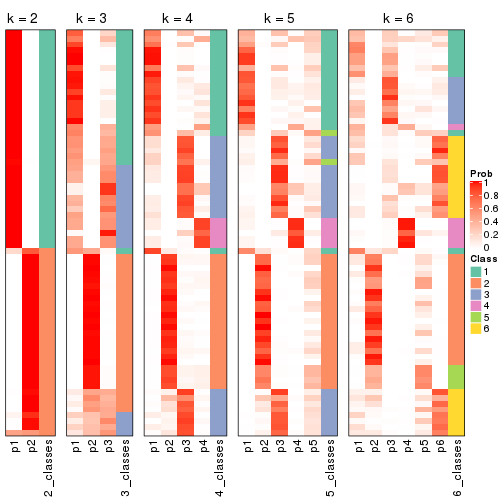 k = 2
k = 3
k = 4
k = 5
k = 6
p1
p2
2_classes
p1
p2
p3
3_classes
p1
p2
p3
p4
4_classes
p1
p2
p3
p4
p5
5_classes
p1
p2
p3
p4
p5
p6
6_classes
Prob
1
0.8
0.6
0.4
0.2
0
Class
1
2
3
4
5
6